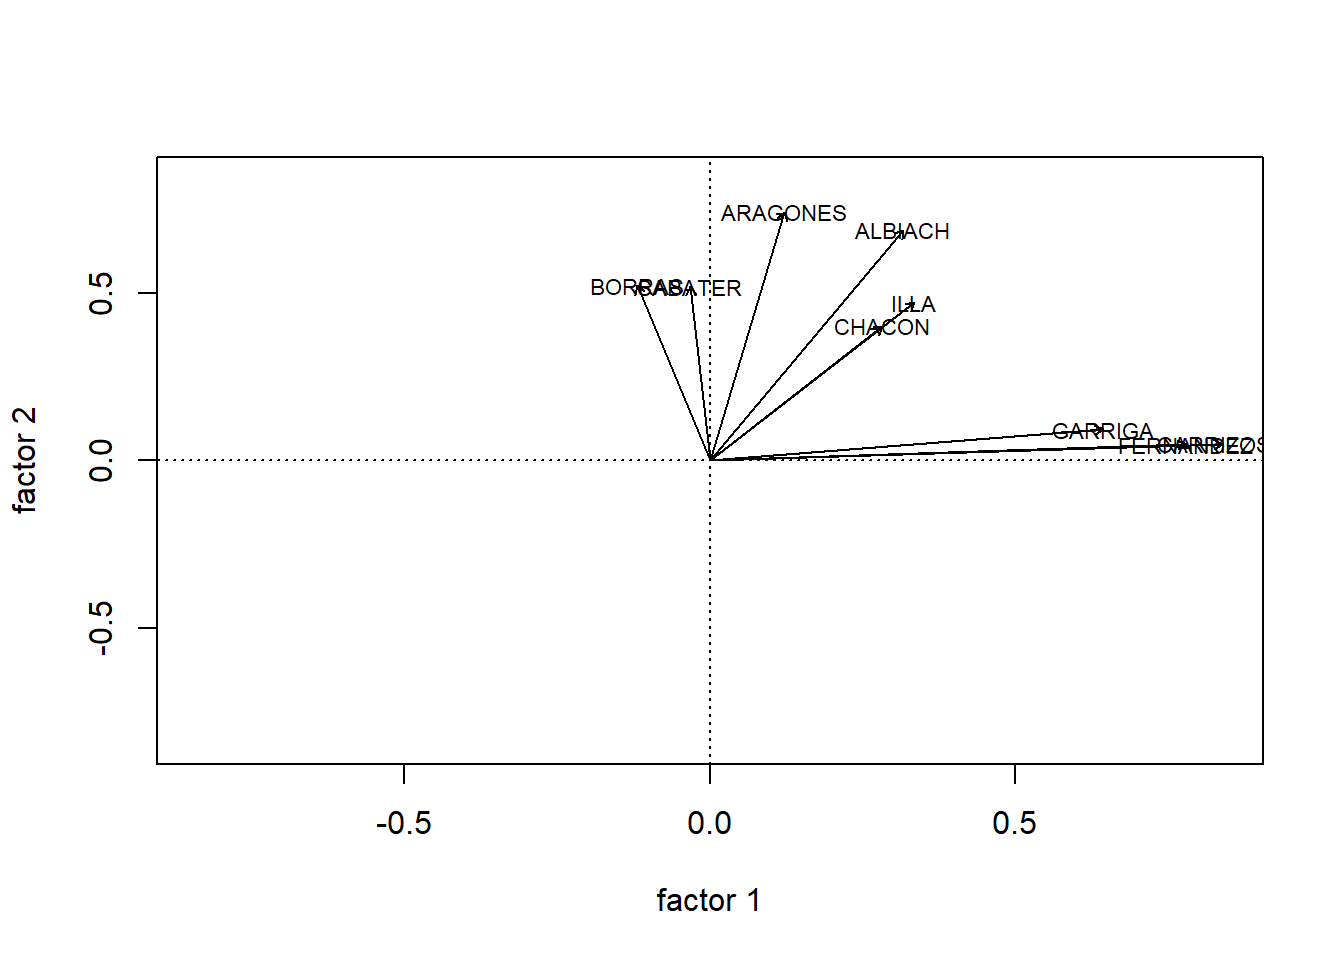 ARAGONES
ALBIACH
BORRAS
SABATER
ILLA
CHACON
GARRIGA
FERNANDEZ
0.5
0.0
-0.5
factor 2
-0.5
0.0
0.5
factor 1